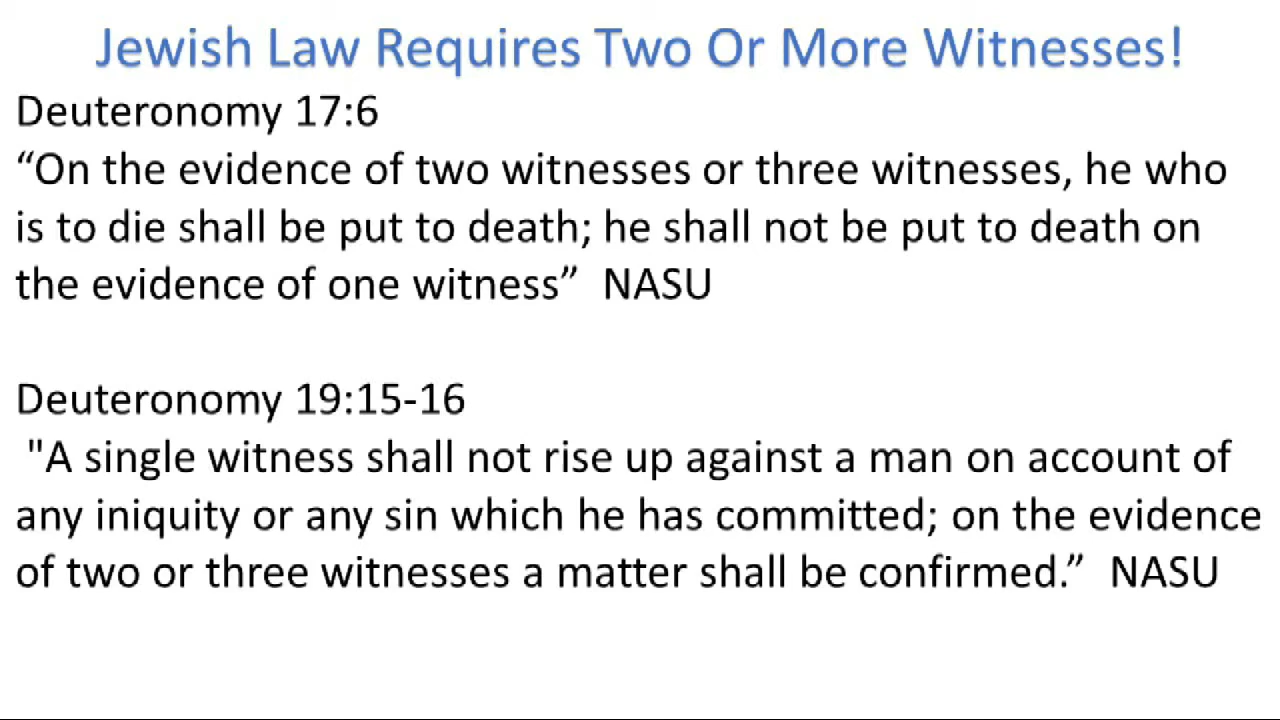 Jewish Law Requires Two Or More Witnesses!
Deuteronomy 17:6
“On the evidence of two witnesses or three witnesses, he who
is to die shall be put to death; he shall not be put to death on
the evidence of one witness”  NASU
Deuteronomy 19:15-16
"A single witness shall not rise up against a man on account of
any iniquity or any sin which he has committed; on the evidence
of two or three witnesses a matter shall be confirmed.”  NASU